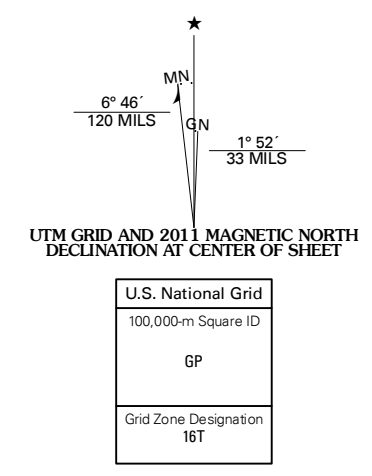 ★
M.N.
6° 46´
120 MILS
GN
1° 52´
33 MILS
UTM GRID AND 2011 MAGNETIC NORTH
DECLINATION AT CENTER OF SHEET
U.S. National Grid
100,000-m Square ID
GP
Grid Zone Designation
16T